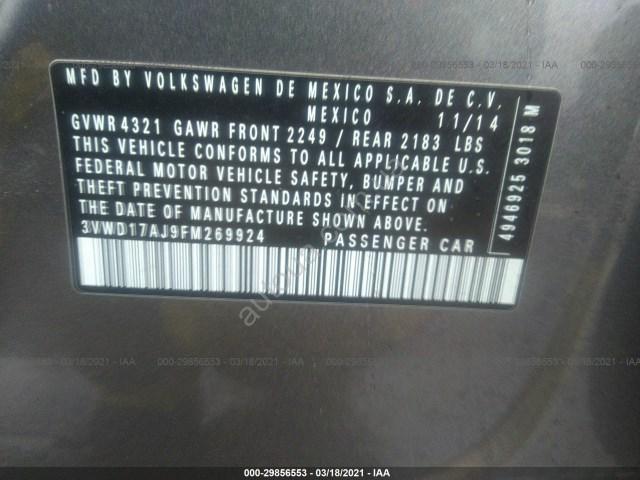 MFD BY VOLKSWAGEN DE MEXICO S.A. DE C.V.
MEXICO 11/14
GVWR 4321 GAWR FRONT 2249 / REAR 2183 LBS
THIS VEHICLE CONFORMS TO ALL APPLICABLE U.S.
FEDERAL MOTOR VEHICLE SAFETY, BUMPER AND
THEFT PREVENTION STANDARDS IN EFFECT ON
THE DATE OF MANUFACTURE SHOWN ABOVE.
3VWD17AJ9FM269924 PASSENGER CAR
4946925 3018 M
000-29856553 - 03/18/2021 - IAA